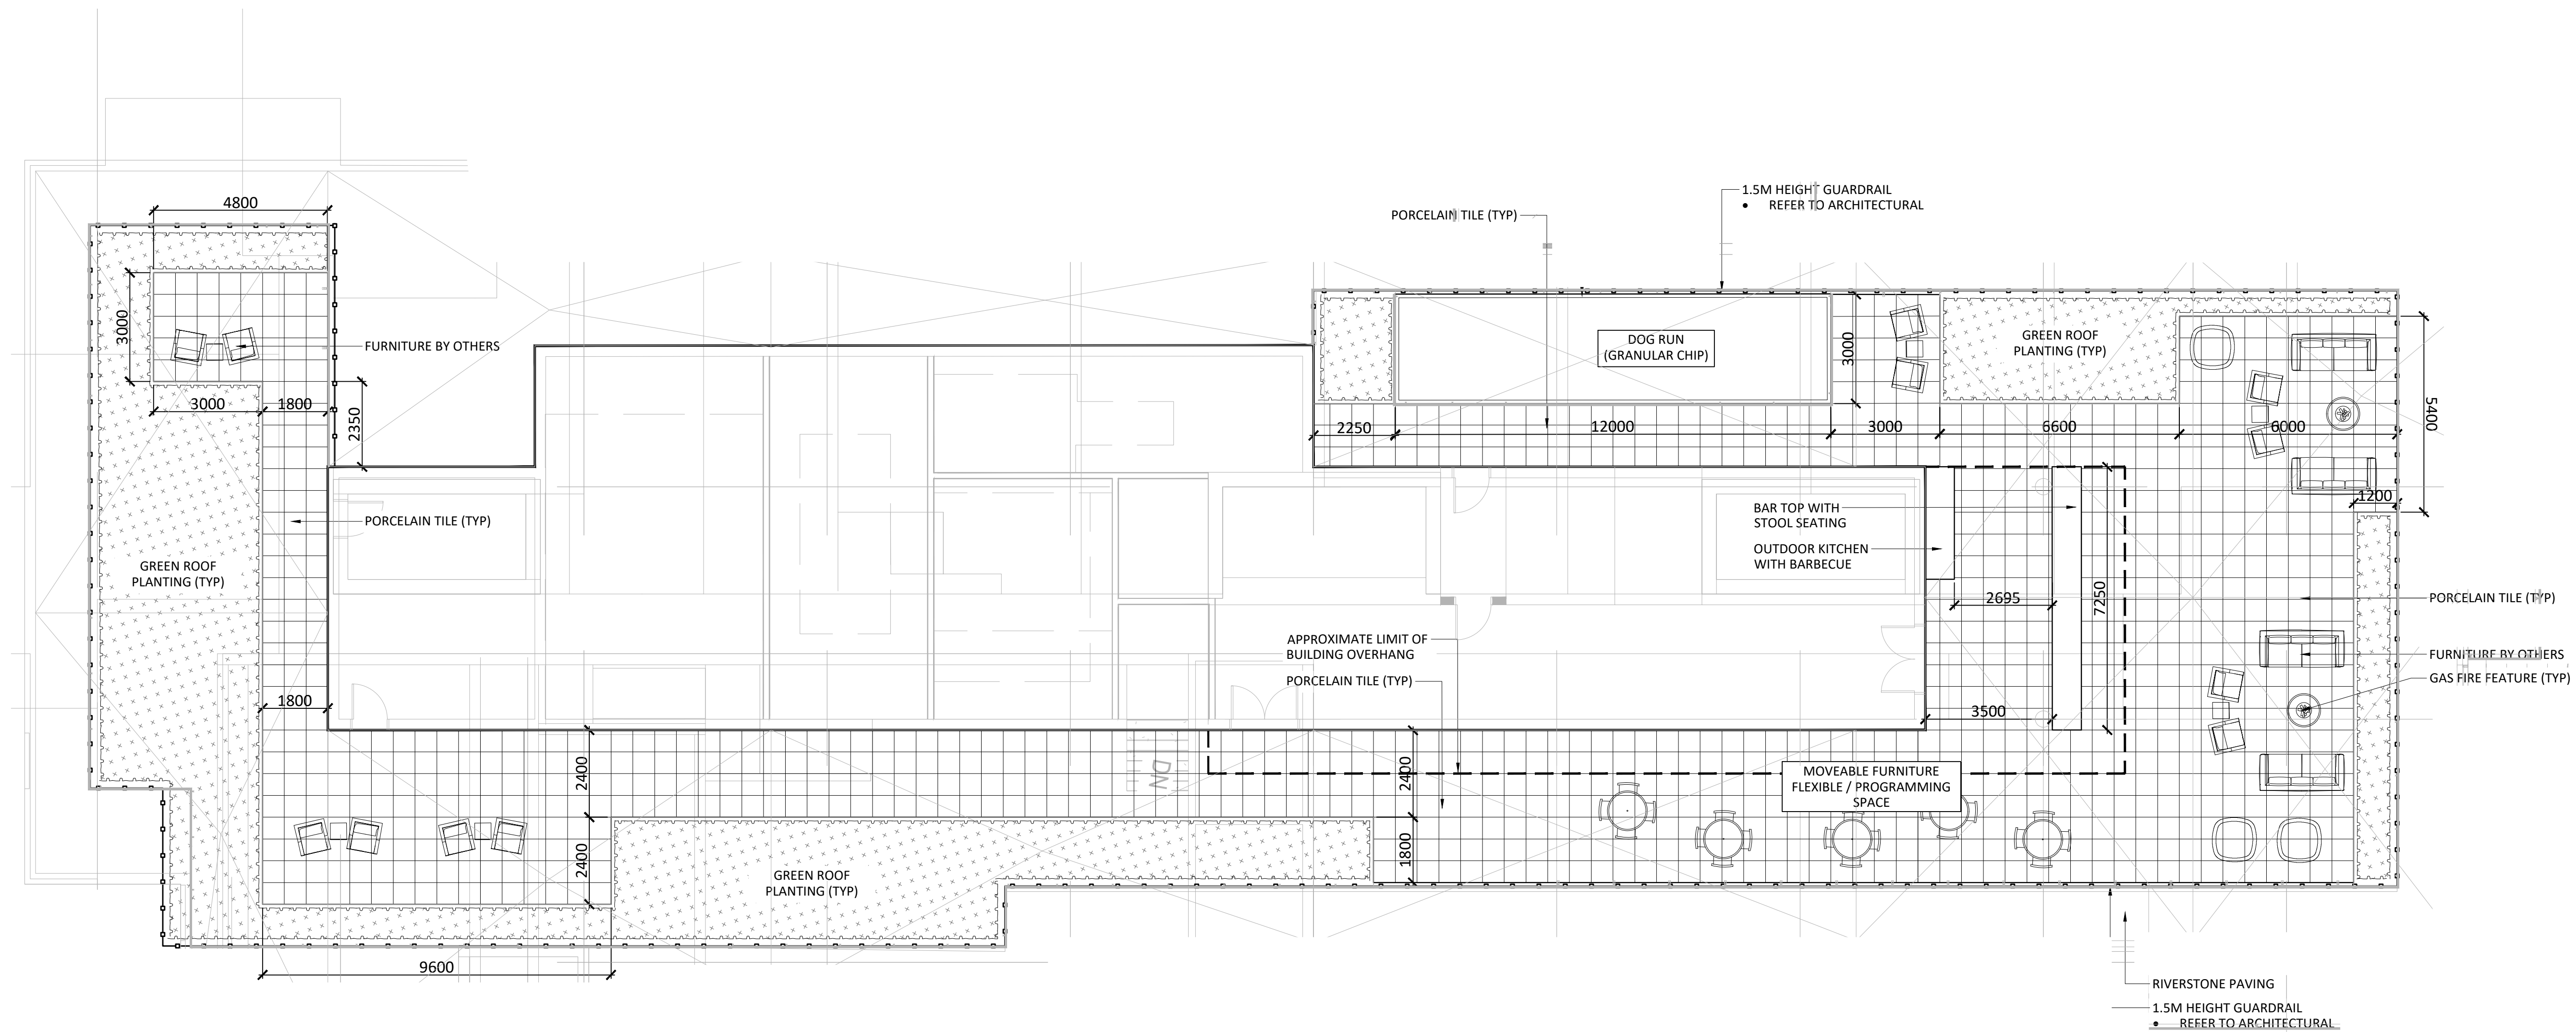 1.5M HEIGHT GUARDRAIL
• REFER TO ARCHITECTURAL
PORCELAIN TILE (TYP)
4800
3000
FURNITURE BY OTHERS
3000
1800
2350
DOG RUN
(GRANULAR CHIP)
3000
GREEN ROOF
PLANTING (TYP)
5400
2250
12000
3000
6600
6000
1200
PORCELAIN TILE (TYP)
BAR TOP WITH
STOOL SEATING
OUTDOOR KITCHEN
WITH BARBECUE
GREEN ROOF
PLANTING (TYP)
2695
7250
PORCELAIN TILE (TYP)
APPROXIMATE LIMIT OF
BUILDING OVERHANG
FURNITURE BY OTHERS
PORCELAIN TILE (TYP)
GAS FIRE FEATURE (TYP)
1800
3500
2400
DN
2400
MOVEABLE FURNITURE
FLEXIBLE / PROGRAMMING
SPACE
2400
1800
GREEN ROOF
PLANTING (TYP)
9600
RIVERSTONE PAVING
1.5M HEIGHT GUARDRAIL
• REFER TO ARCHITECTURAL